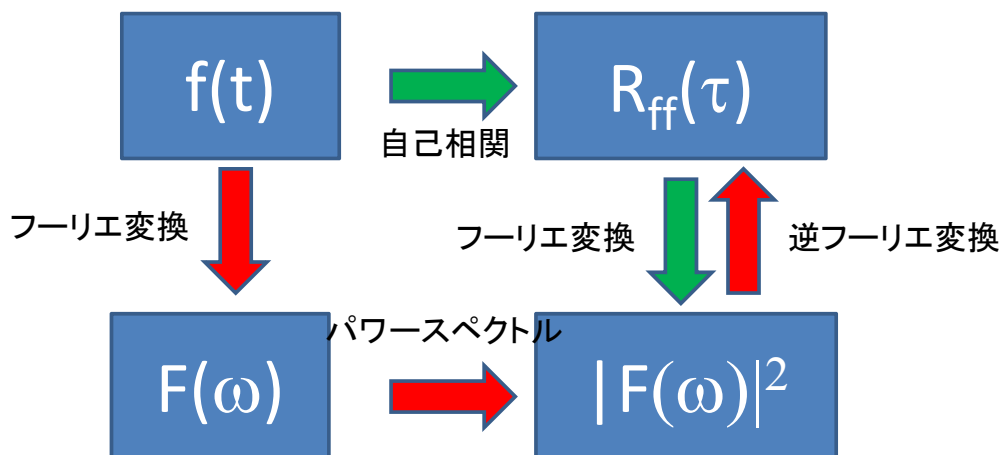 f(t)
R_ff(τ)
自己相関
フーリエ変換
フーリエ変換
逆フーリエ変換
パワースペクトル
F(ω)
|F(ω)|²